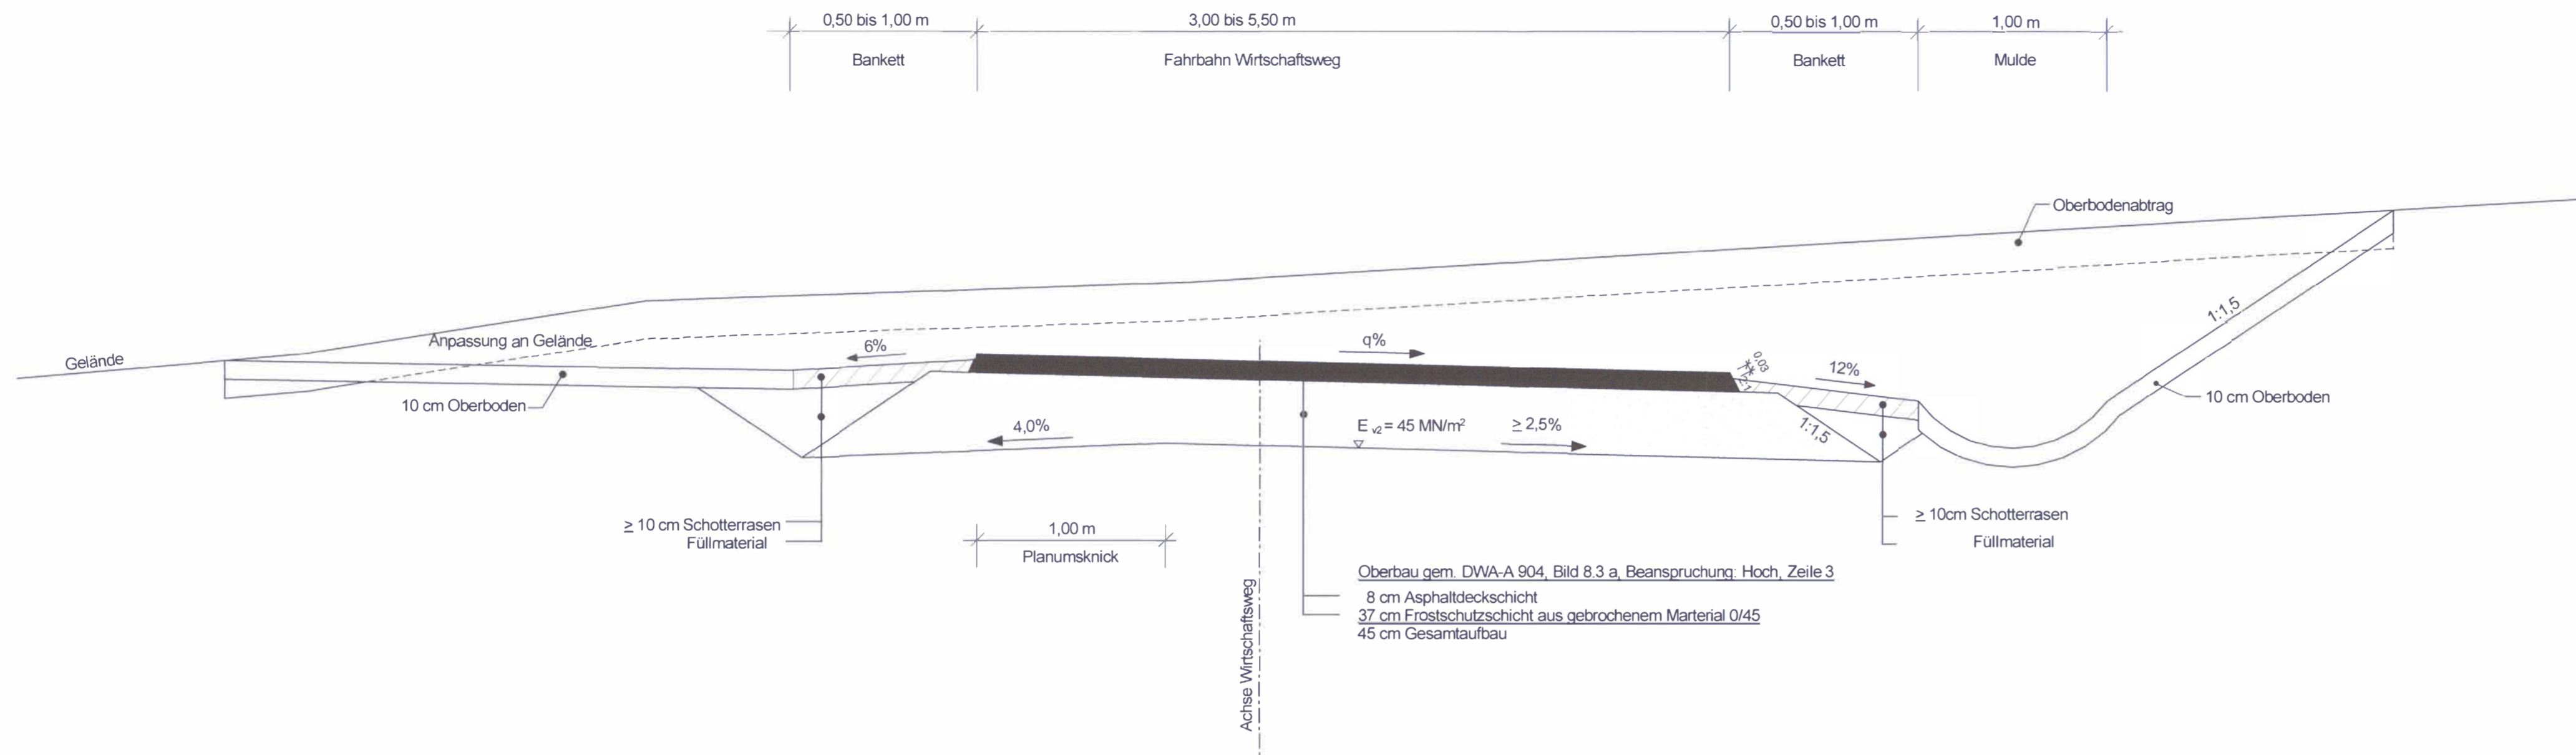 0,50 bis 1,00 m
3,00 bis 5,50 m
0,50 bis 1,00 m
1,00 m
Bankett
Fahrbahn Wirtschaftsweg
Bankett
Mulde
Oberbodenabtrag
Gelände
Anpassung an Gelände
6%
q%
0,03
2:1
12%
1:1,5
10 cm Oberboden
10 cm Oberboden
4,0%
E v2 = 45 MN/m²
≥ 2,5%
1:1,5
≥ 10 cm Schotterrasen
Füllmaterial
1,00 m
Planumsknick
≥ 10cm Schotterrasen
Füllmaterial
Achse Wirtschaftsweg
Oberbau gem. DWA-A 904, Bild 8.3 a, Beanspruchung: Hoch, Zeile 3
8 cm Asphaltdeckschicht
37 cm Frostschutzschicht aus gebrochenem Marterial 0/45
45 cm Gesamtaufbau